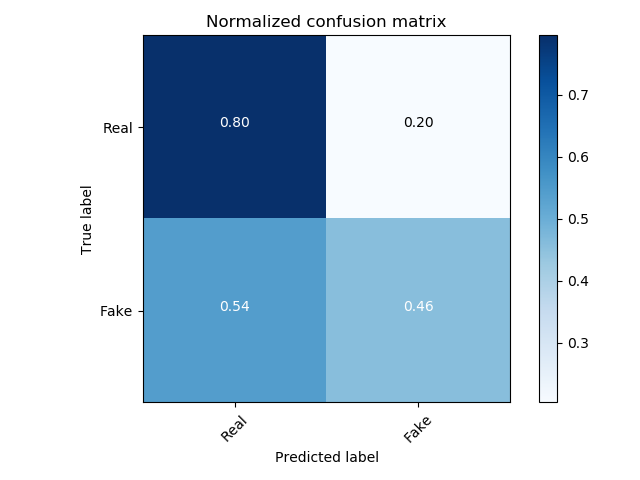 Normalized confusion matrix
True label
Real
0.80
0.20
Fake
0.54
0.46
Real
Fake
Predicted label
0.7
0.6
0.5
0.4
0.3